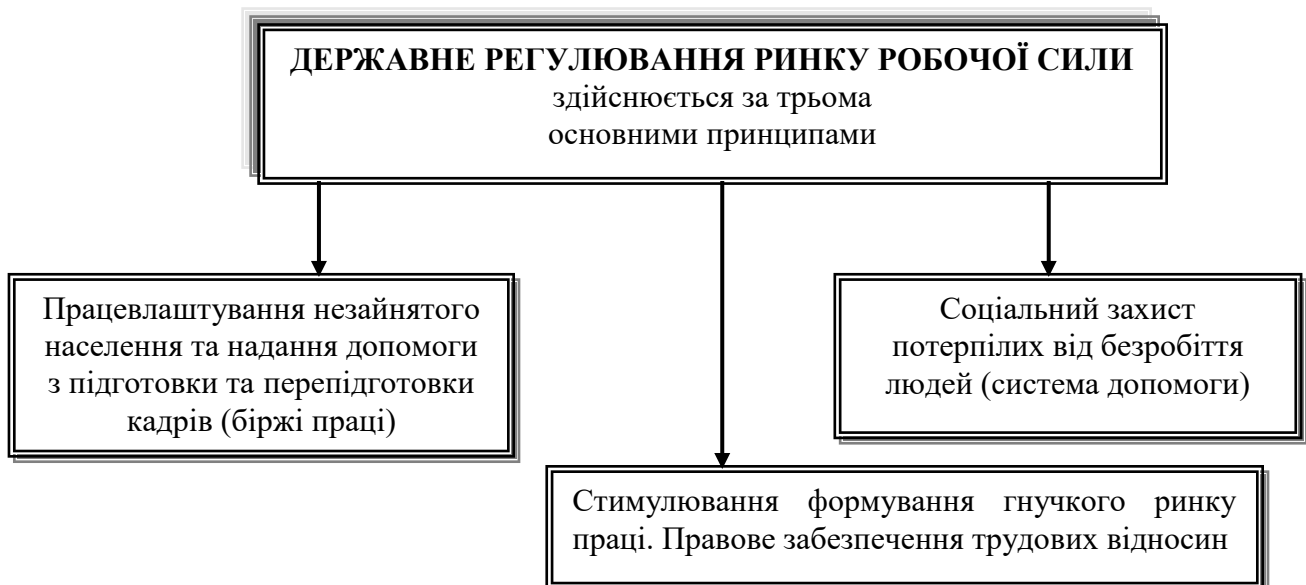 ДЕРЖАВНЕ РЕГУЛЮВАННЯ РИНКУ РОБОЧОЇ СИЛИ
здійснюється за трьома
основними принципами
Працевлаштування незайнятого
населення та надання допомоги
з підготовки та перепідготовки
кадрів (біржі праці)
Соціальний захист
потерпілих від безробіття
людей (система допомоги)
Стимулювання формування гнучкого ринку
праці. Правове забезпечення трудових відносин